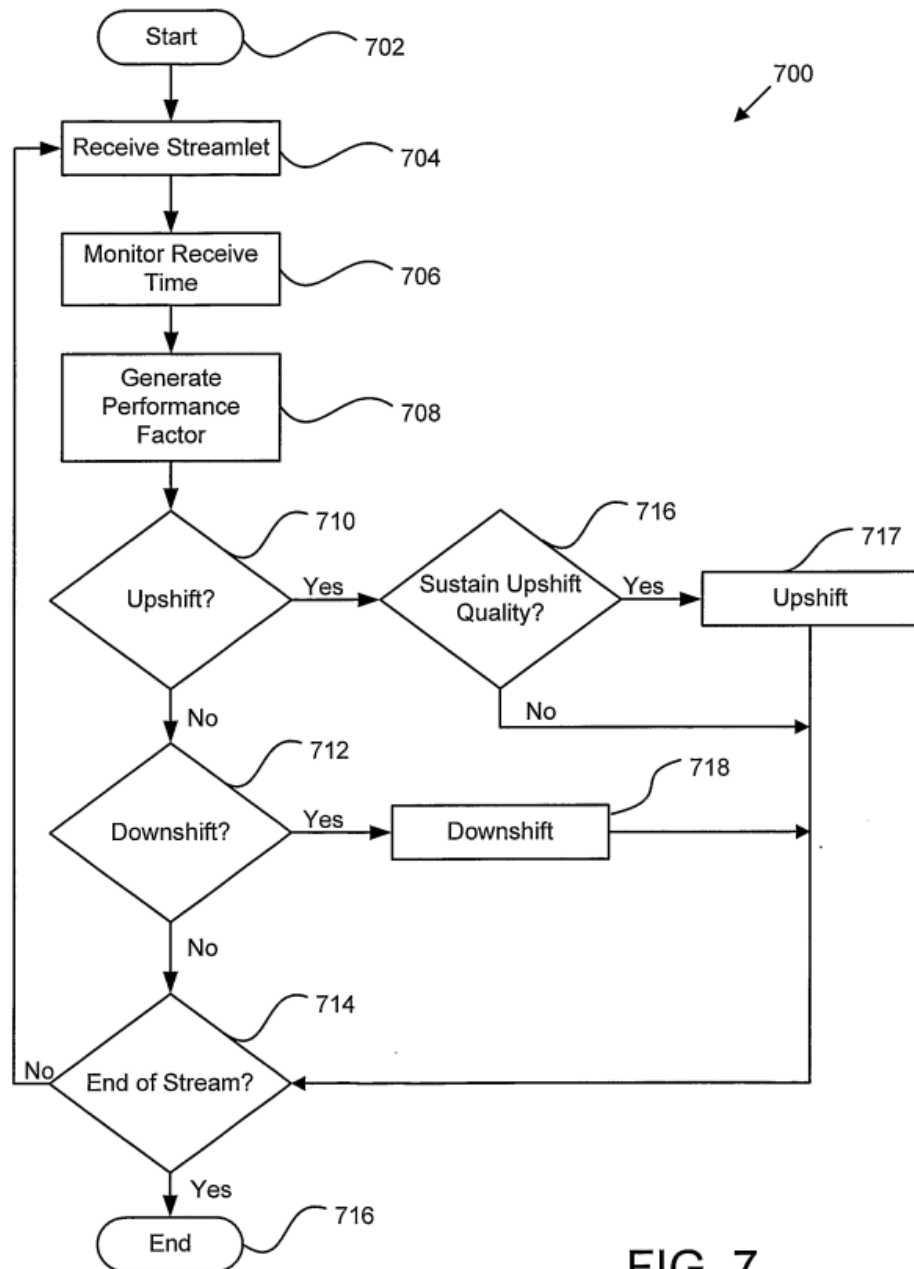 Start
702
700
Receive Streamlet
704
Monitor Receive
Time
706
Generate
Performance
Factor
708
710
Upshift?
Yes
716
Sustain Upshift
Quality?
Yes
717
Upshift
No
No
712
Downshift?
Yes
718
Downshift
No
714
End of Stream?
No
Yes
End
716
FIG. 7